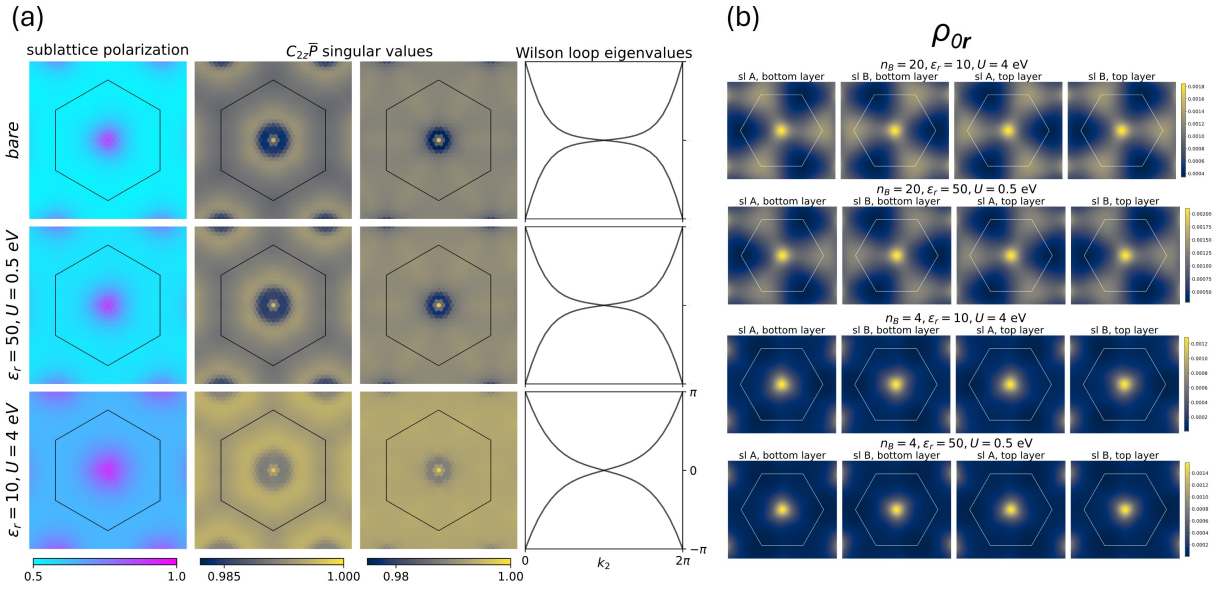 (a)
sublattice polarization
C₂zP̅ singular values
Wilson loop eigenvalues
bare
εr = 50, U = 0.5 eV
εr = 10, U = 4 eV
π
0
−π
0
k₂
2π
0.5
1.0
0.985
1.000
0.98
1.00
(b)
ρ0r
nB = 20, εr = 10, U = 4 eV
sl A, bottom layer
sl B, bottom layer
sl A, top layer
sl B, top layer
0.0018
0.0016
0.0014
0.0012
0.0010
0.0008
0.0006
0.0004
nB = 20, εr = 50, U = 0.5 eV
sl A, bottom layer
sl B, bottom layer
sl A, top layer
sl B, top layer
0.00200
0.00175
0.00150
0.00125
0.00100
0.00075
0.00050
nB = 4, εr = 10, U = 4 eV
sl A, bottom layer
sl B, bottom layer
sl A, top layer
sl B, top layer
0.0012
0.0010
0.0008
0.0006
0.0004
0.0002
nB = 4, εr = 50, U = 0.5 eV
sl A, bottom layer
sl B, bottom layer
sl A, top layer
sl B, top layer
0.0014
0.0012
0.0010
0.0008
0.0006
0.0004
0.0002